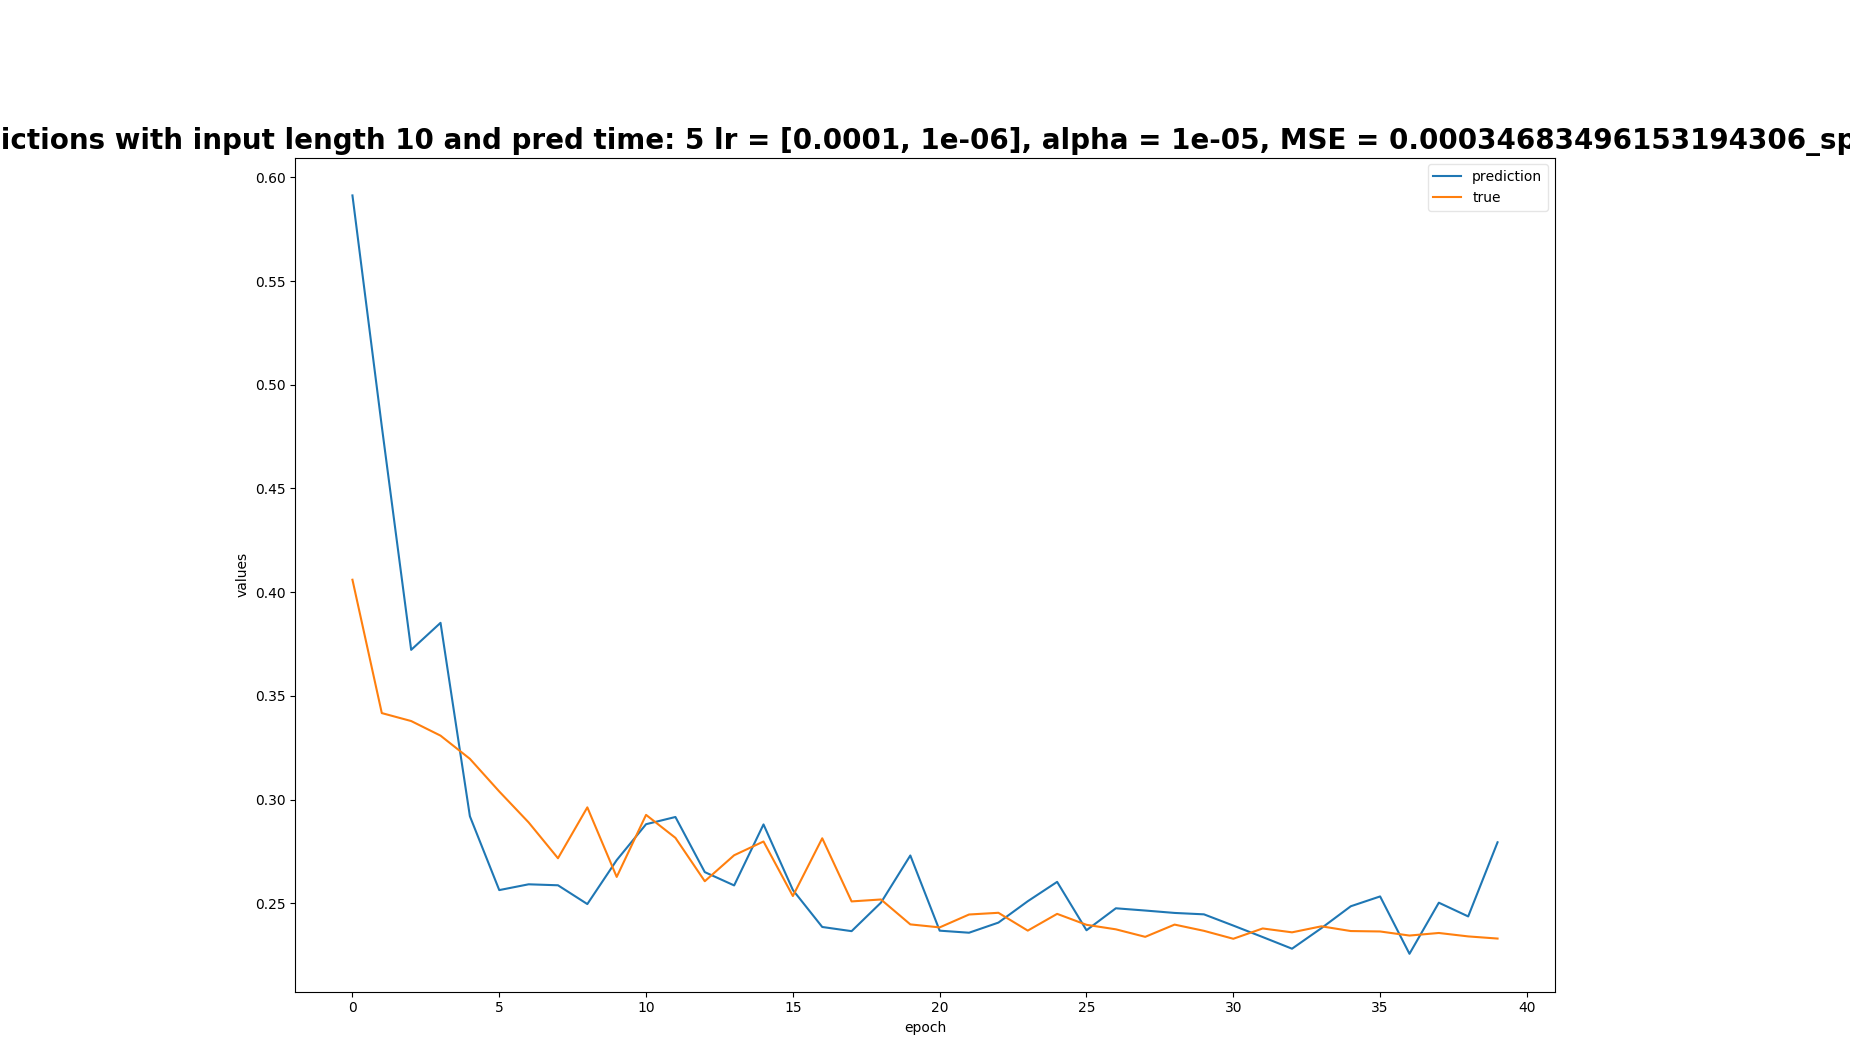 ictions with input length 10 and pred time: 5 lr = [0.0001, 1e-06], alpha = 1e-05, MSE = 0.00034683496153194306_sp
prediction
true
0.60
0.55
0.50
0.45
0.40
0.35
0.30
0.25
values
0 5 10 15 20 25 30 35 40
epoch